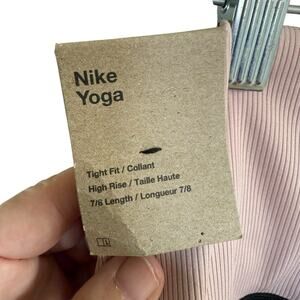 Nike
Yoga
Tight Fit / Collant
High Rise / Taille Haute
7/8 Length / Longueur 7/8